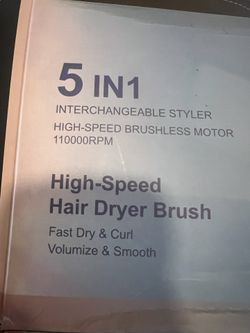 5 IN1
INTERCHANGEABLE STYLER
HIGH-SPEED BRUSHLESS MOTOR
110000RPM
High-Speed
Hair Dryer Brush
Fast Dry & Curl
Volumize & Smooth